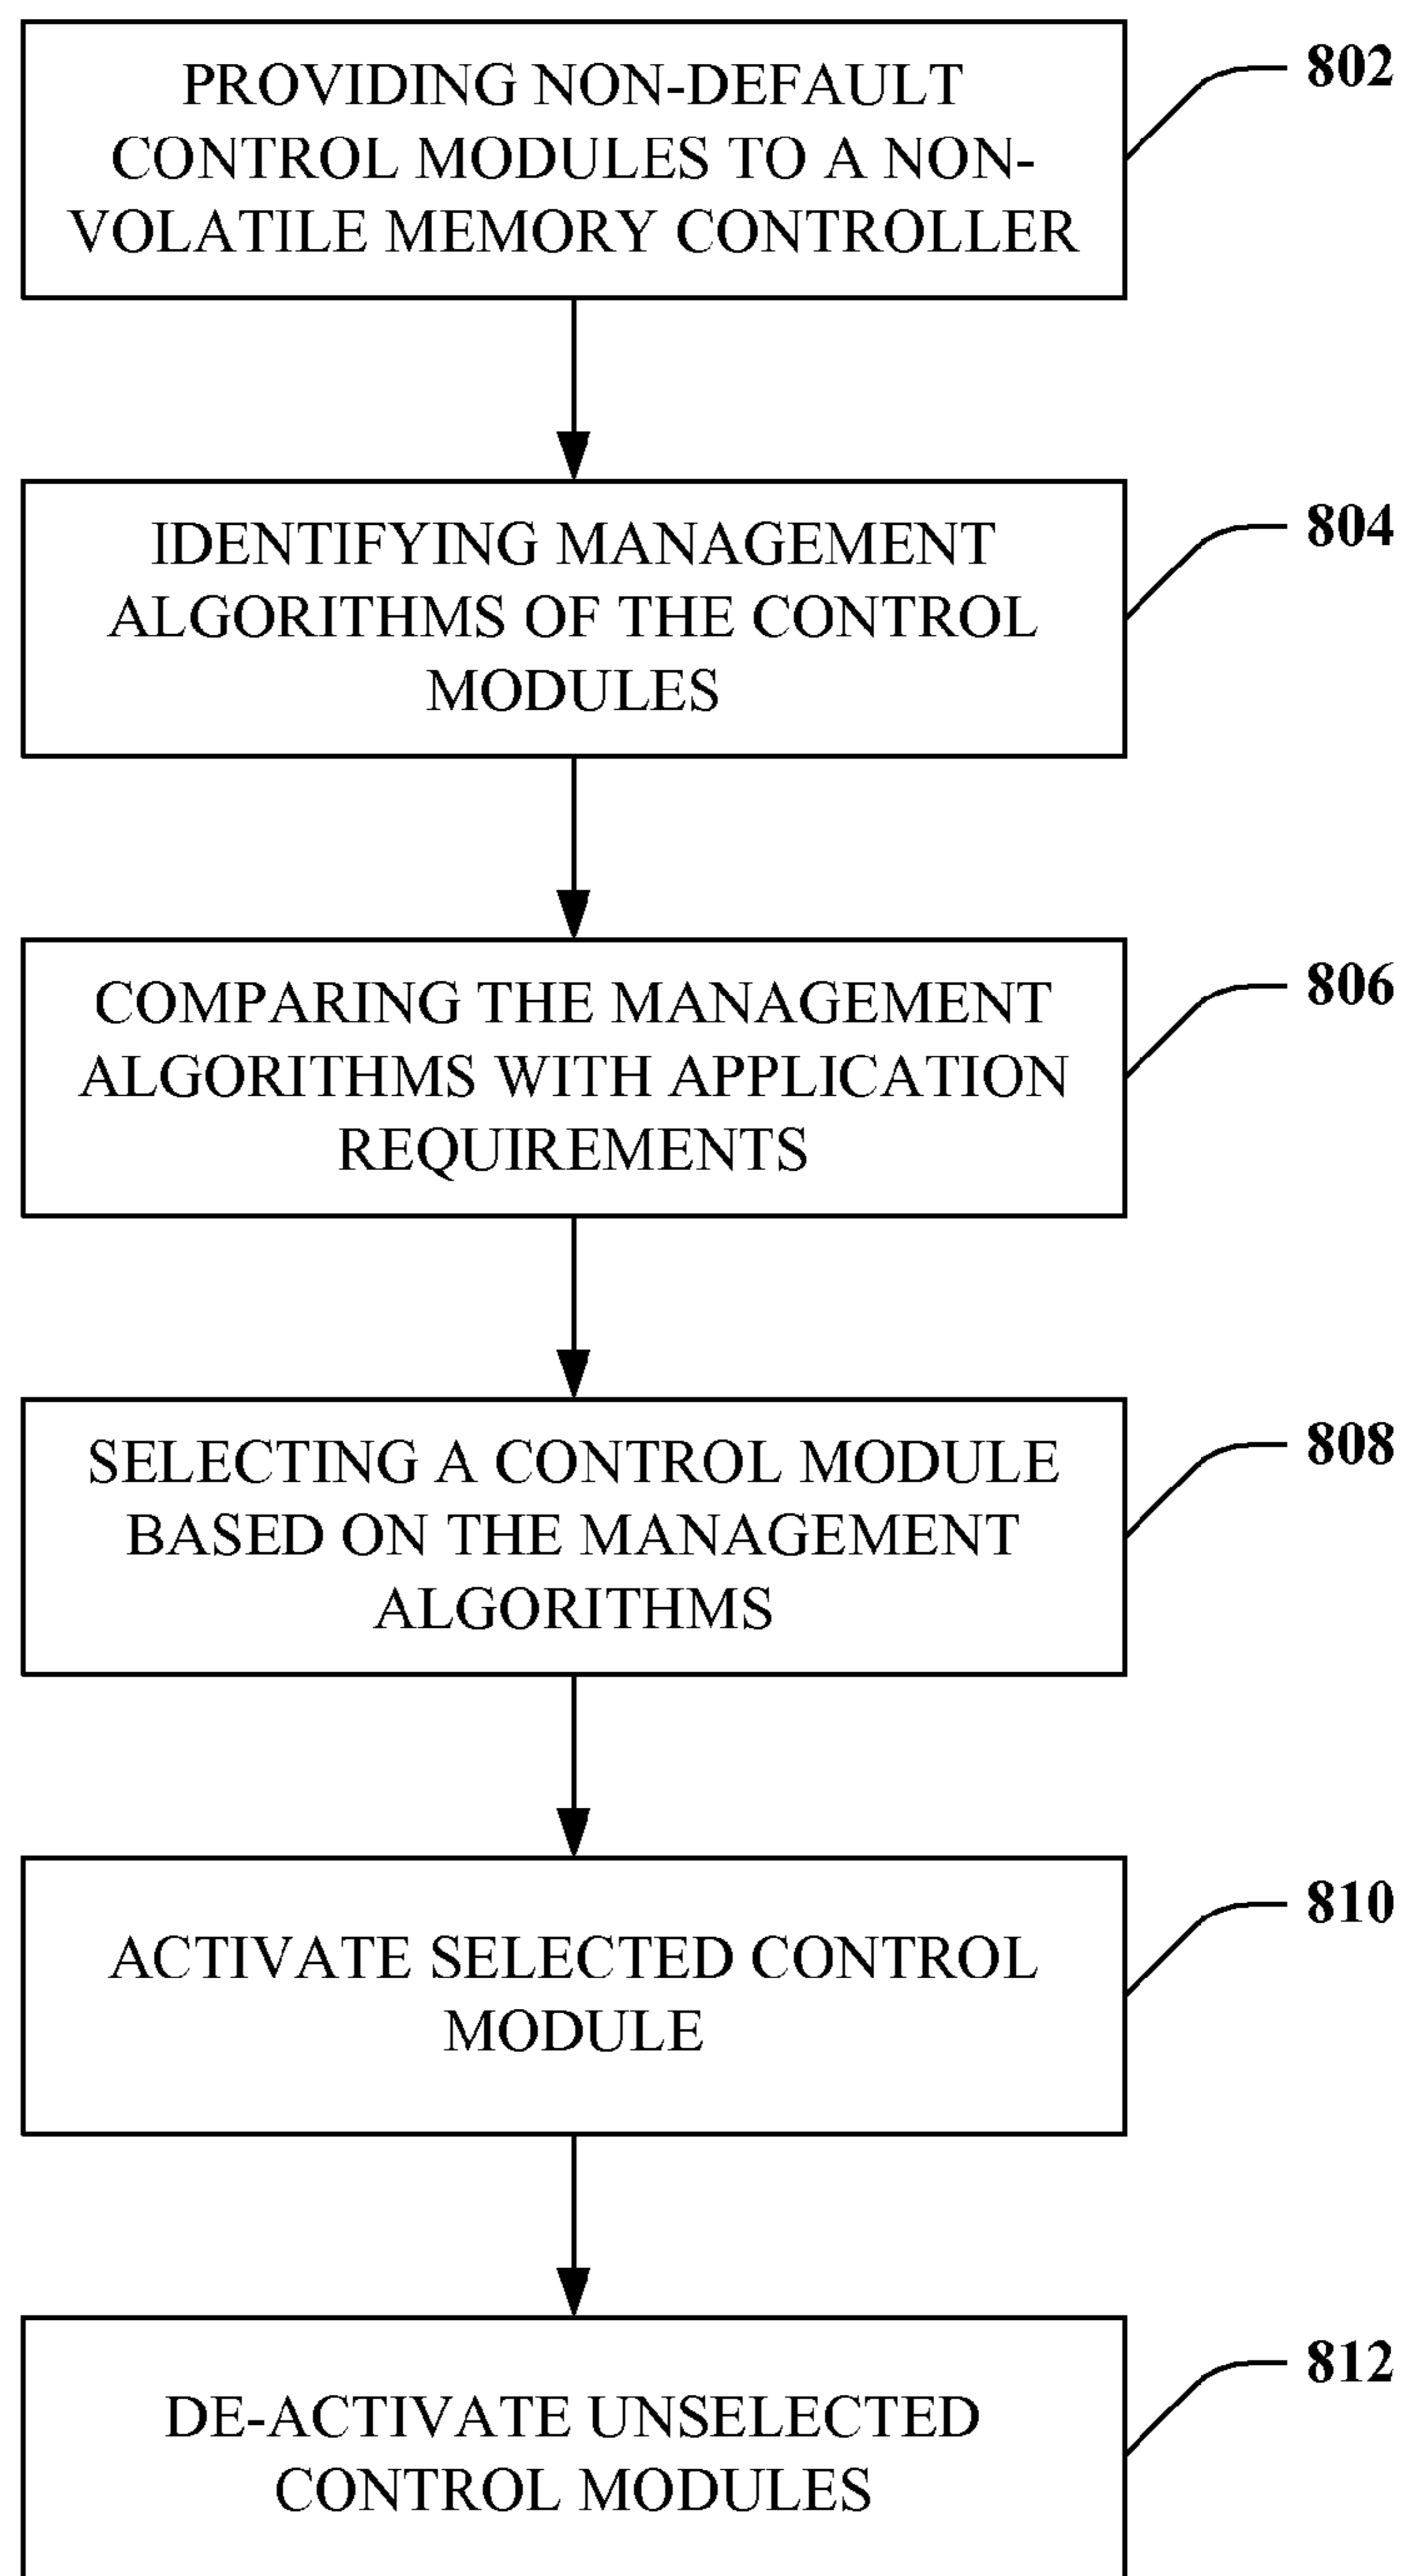 PROVIDING NON-DEFAULT
CONTROL MODULES TO A NON-
VOLATILE MEMORY CONTROLLER
802
IDENTIFYING MANAGEMENT
ALGORITHMS OF THE CONTROL
MODULES
804
COMPARING THE MANAGEMENT
ALGORITHMS WITH APPLICATION
REQUIREMENTS
806
SELECTING A CONTROL MODULE
BASED ON THE MANAGEMENT
ALGORITHMS
808
ACTIVATE SELECTED CONTROL
MODULE
810
DE-ACTIVATE UNSELECTED
CONTROL MODULES
812